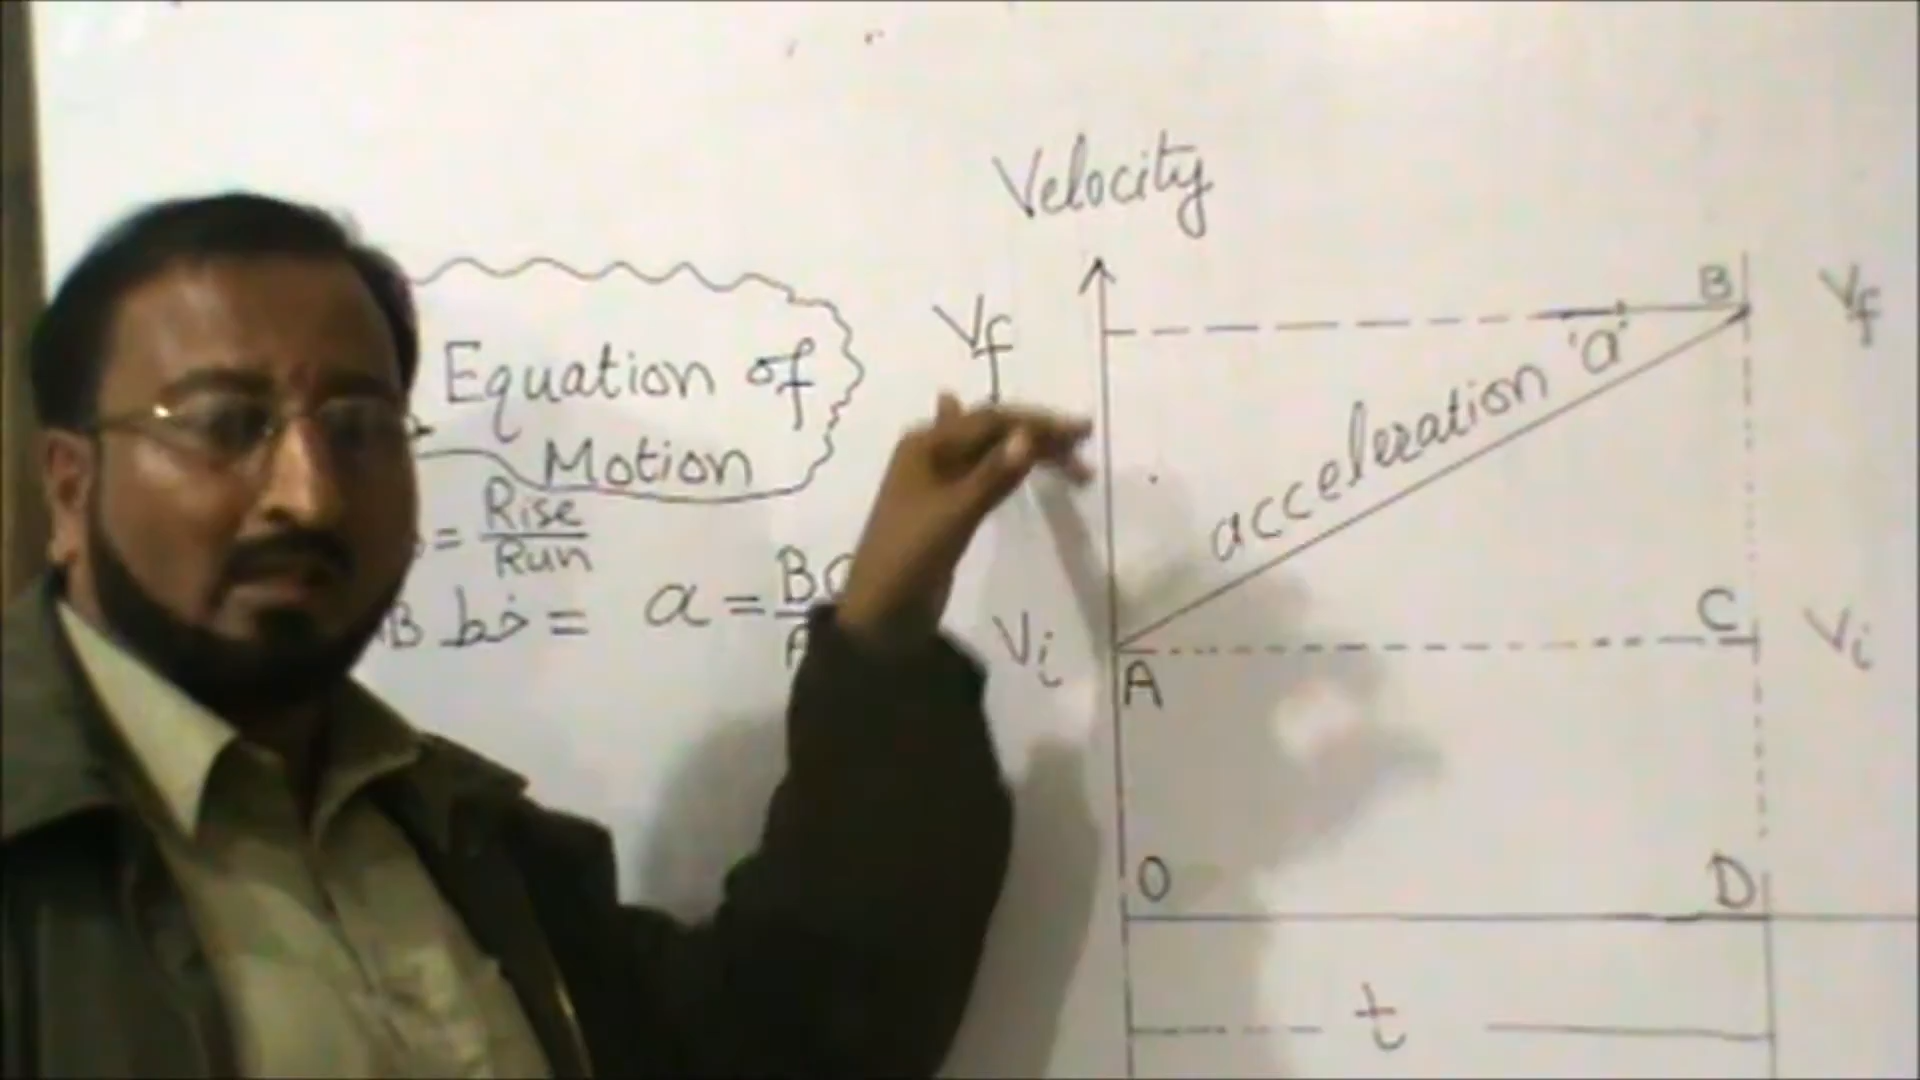 Equation of
Motion
= Rise
Run
B خط = a = B
Velocity
Vf
B
Vf
acceleration 'a'
Vi
A
C
Vi
O
D
t